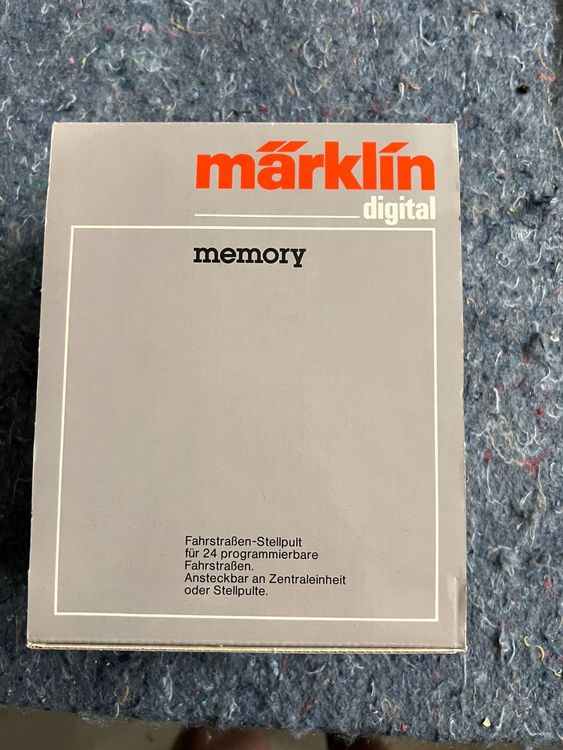 märklin
digital
memory
Fahrstraßen-Stellpult
für 24 programmierbare
Fahrstraßen.
Ansteckbar an Zentraleinheit
oder Stellpulte.